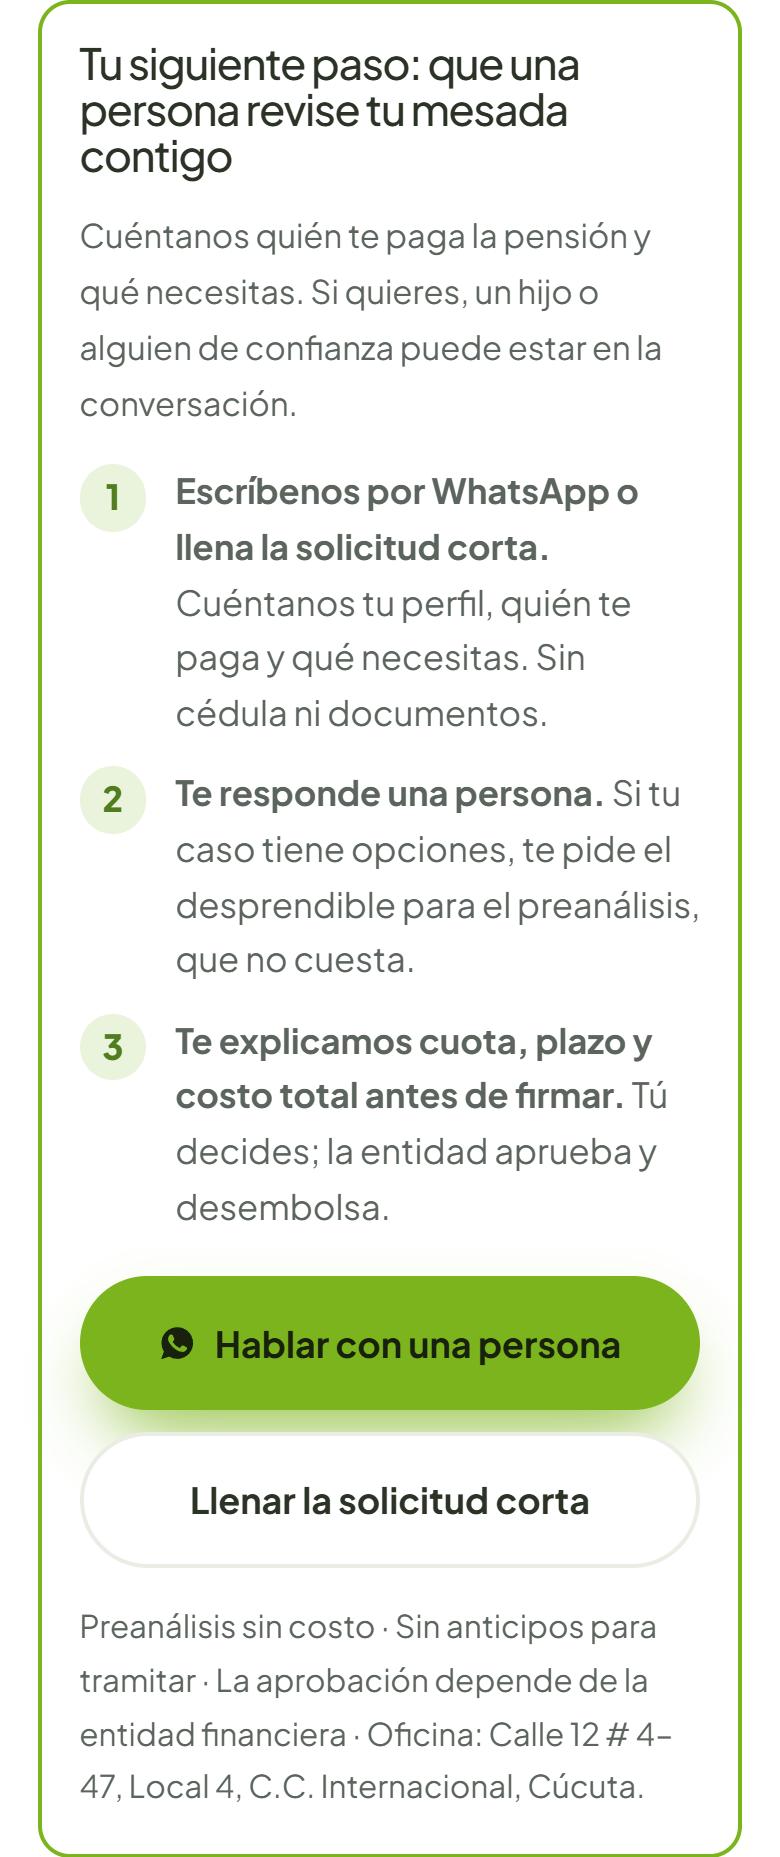 Tu siguiente paso: que una
persona revise tu mesada
contigo
Cuéntanos quién te paga la pensión y
qué necesitas. Si quieres, un hijo o
alguien de confianza puede estar en la
conversación.
1 Escríbenos por WhatsApp o
llena la solicitud corta.
Cuéntanos tu perfil, quién te
paga y qué necesitas. Sin
cédula ni documentos.
2 Te responde una persona. Si tu
caso tiene opciones, te pide el
desprendible para el preanálisis,
que no cuesta.
3 Te explicamos cuota, plazo y
costo total antes de firmar. Tú
decides; la entidad aprueba y
desembolsa.
Hablar con una persona
Llenar la solicitud corta
Preanálisis sin costo · Sin anticipos para
tramitar · La aprobación depende de la
entidad financiera · Oficina: Calle 12 # 4–
47, Local 4, C.C. Internacional, Cúcuta.